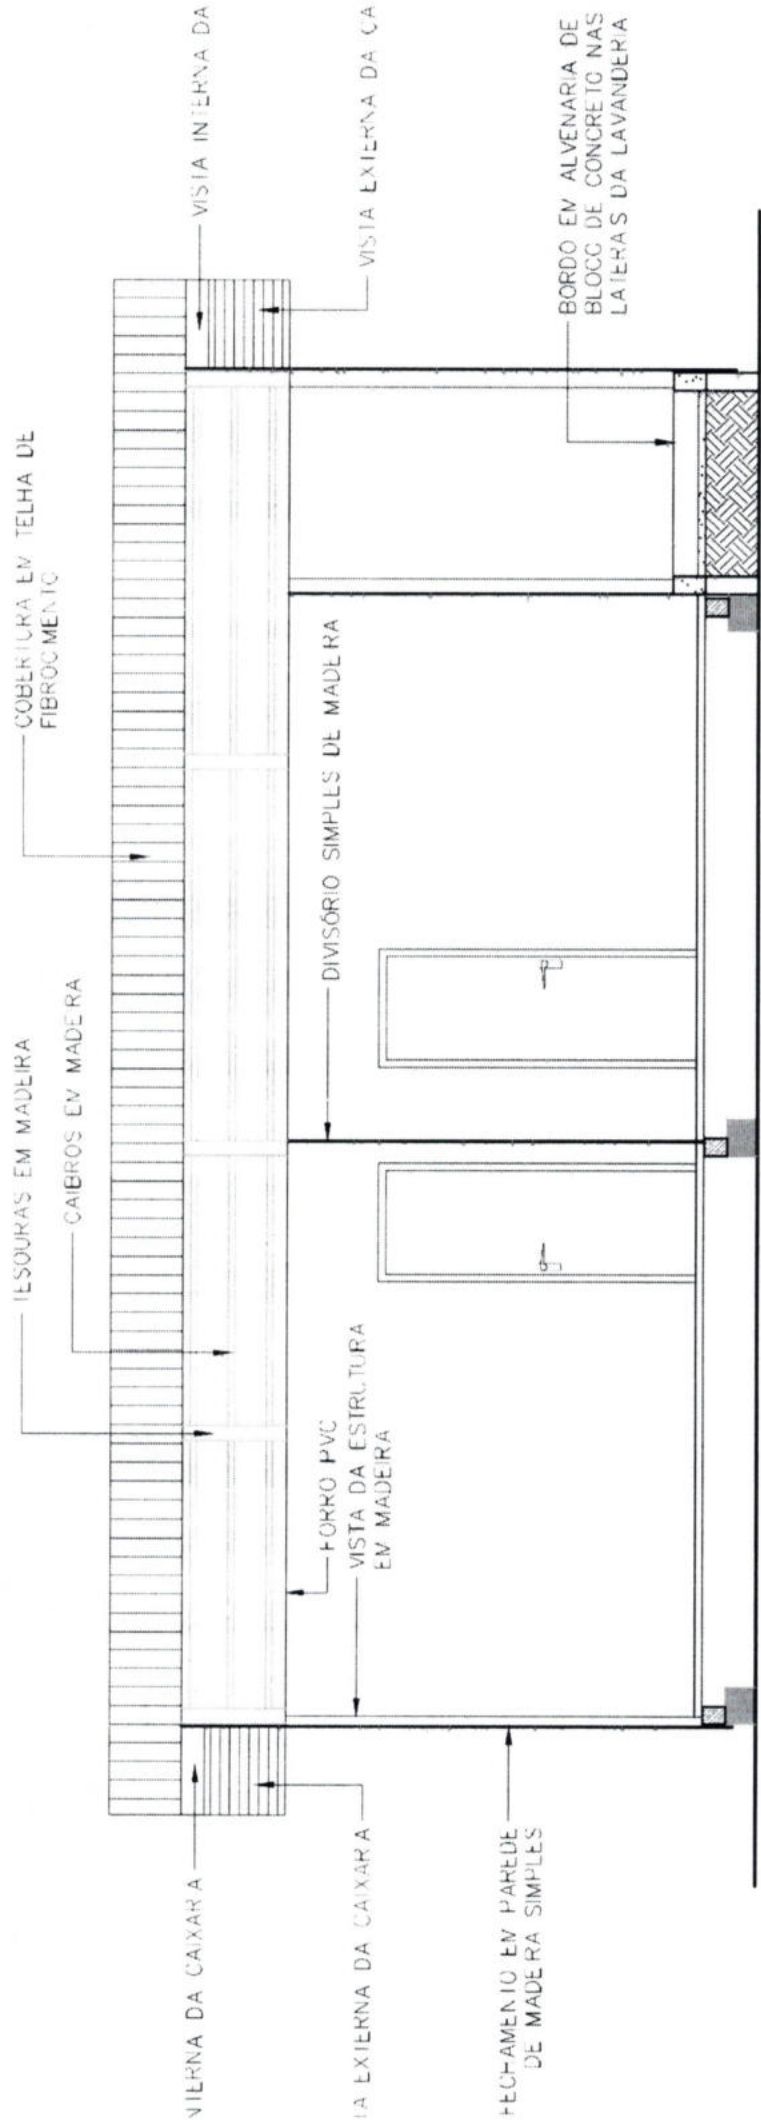 TESOURAS EM MADEIRA
CAIBROS EM MADEIRA
COBERTURA EM TELHA DE
FIBROCIMENTO
VISTA INTERNA DA
VISTA EXTERNA DA CA
NTERNA DA CAIXARA
TA EXTERNA DA CAIXARA
FORRO PVC
VISTA DA ESTRUTURA
EM MADEIRA
DIVISÓRIO SIMPLES DE MADEIRA
FECHAMENTO EM PAREDE
DE MADEIRA SIMPLES
BORDO EM ALVENARIA DE
BLOCO DE CONCRETO NAS
LATERAS DA LAVANDERIA